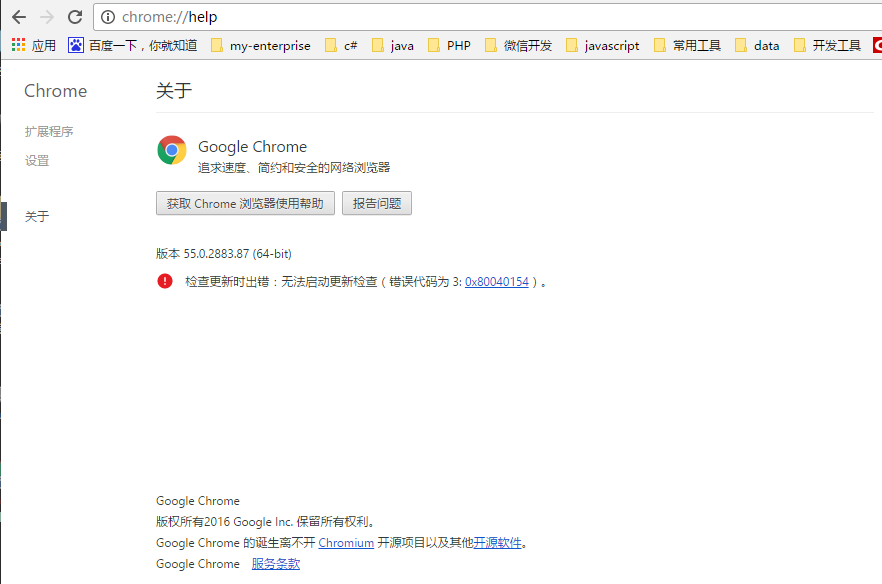 chrome://help
应用 百度一下，你就知道 my-enterprise c# java PHP 微信开发 javascript 常用工具 data 开发工具
Chrome
扩展程序
设置
关于
关于
Google Chrome
追求速度、简约和安全的网络浏览器
获取 Chrome 浏览器使用帮助 报告问题
版本 55.0.2883.87 (64-bit)
检查更新时出错：无法启动更新检查（错误代码为 3: 0x80040154）。
Google Chrome
版权所有2016 Google Inc. 保留所有权利。
Google Chrome 的诞生离不开 Chromium 开源项目以及其他开源软件。
Google Chrome 服务条款